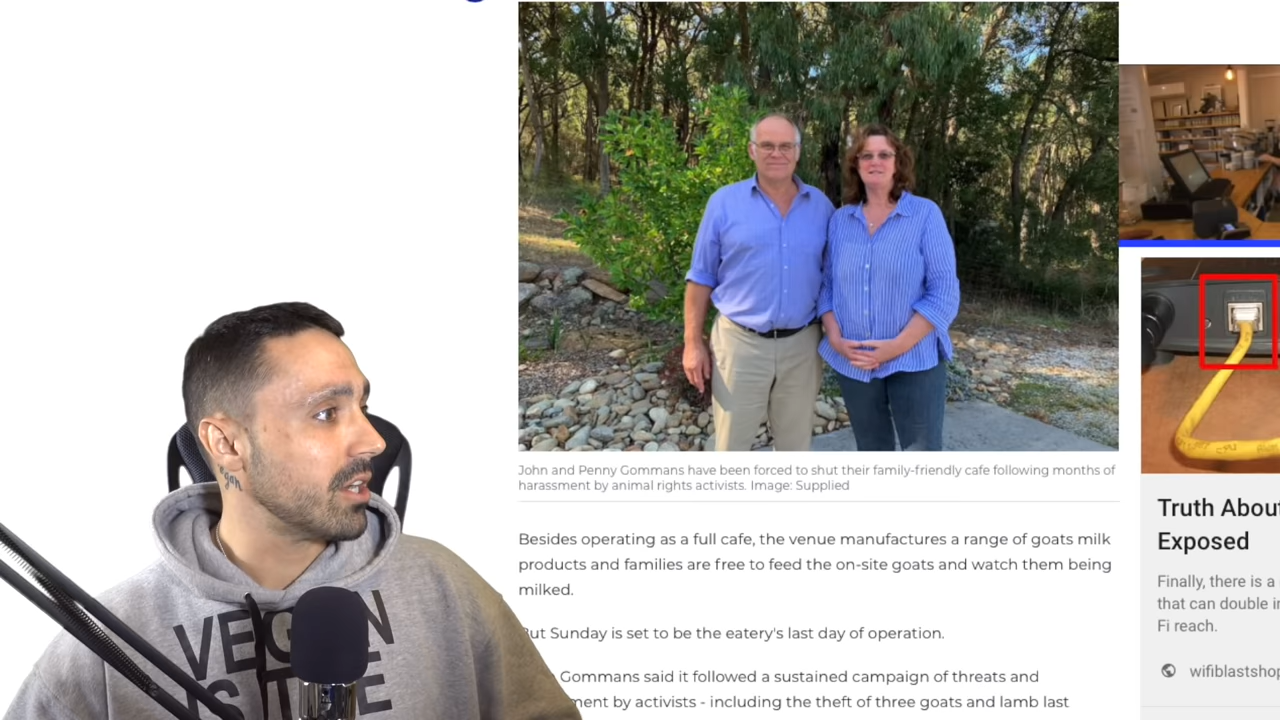 John and Penny Gommans have been forced to shut their family-friendly cafe following months of
harassment by animal rights activists. Image: Supplied
Besides operating as a full cafe, the venue manufactures a range of goats milk
products and families are free to feed the on-site goats and watch them being
milked.
But Sunday is set to be the eatery's last day of operation.
Gommans said it followed a sustained campaign of threats and
by activists - including the theft of three goats and lamb last
Truth About
Exposed
Finally, there is a
that can double
Fi reach.
VEGAN